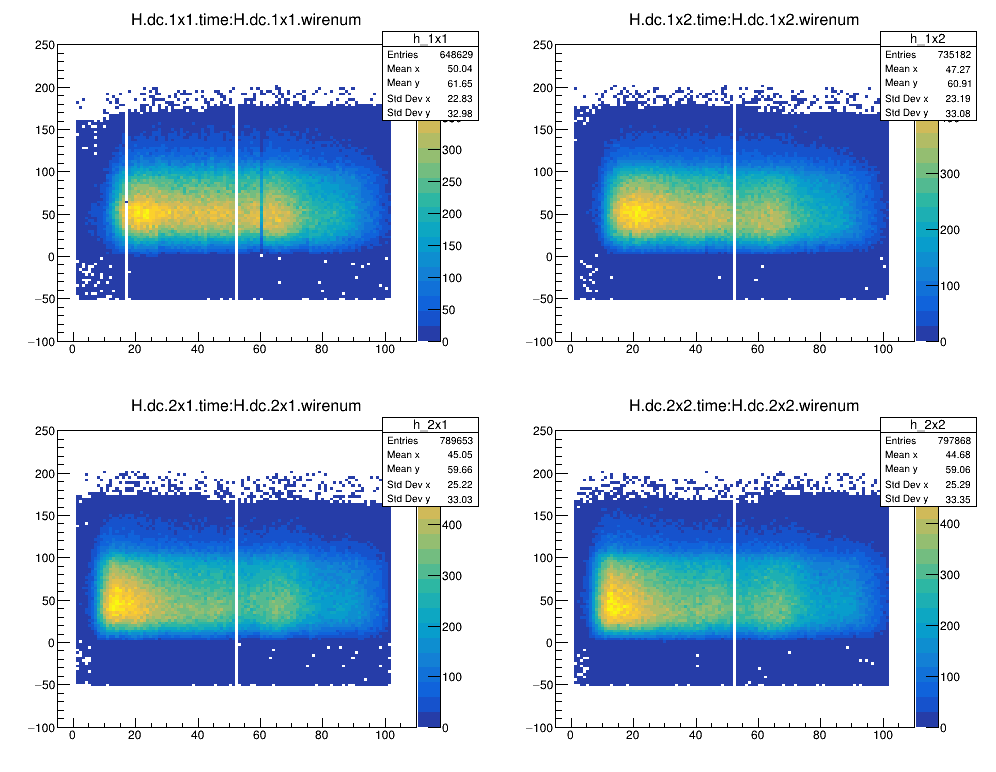 H.dc.1x1.time:H.dc.1x1.wirenum
h_1x1
Entries 648629
Mean x 50.04
Mean y 61.65
Std Dev x 22.83
Std Dev y 32.98
250
200
150
100
50
0
−50
−100
0 20 40 60 80 100
300
250
200
150
100
50
0
H.dc.1x2.time:H.dc.1x2.wirenum
h_1x2
Entries 735182
Mean x 47.27
Mean y 60.91
Std Dev x 23.19
Std Dev y 33.08
250
200
150
100
50
0
−50
−100
0 20 40 60 80 100
300
200
100
0
H.dc.2x1.time:H.dc.2x1.wirenum
h_2x1
Entries 789653
Mean x 45.05
Mean y 59.66
Std Dev x 25.22
Std Dev y 33.03
250
200
150
100
50
0
−50
−100
0 20 40 60 80 100
400
300
200
100
0
H.dc.2x2.time:H.dc.2x2.wirenum
h_2x2
Entries 797868
Mean x 44.68
Mean y 59.06
Std Dev x 25.29
Std Dev y 33.35
250
200
150
100
50
0
−50
−100
0 20 40 60 80 100
400
300
200
100
0